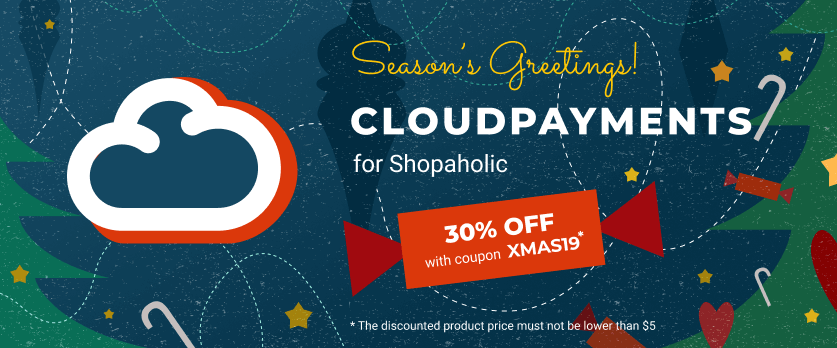 Season's Greetings!
CLOUDPAYMENTS
for Shopaholic
30% OFF
with coupon XMAS19*
* The discounted product price must not be lower than $5